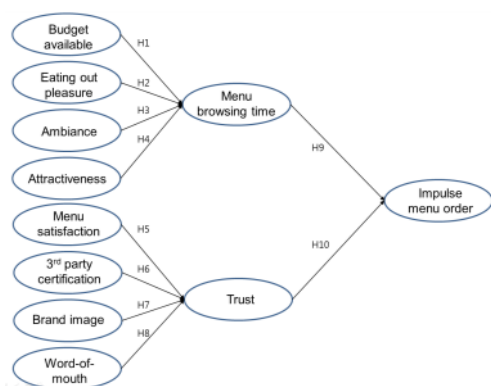 Budget
available
H1
Eating out
pleasure
H2
Menu
browsing time
H3
Ambiance
H4
Attractiveness
H9
Impulse
menu order
Menu
satisfaction
H5
H10
3rd party
certification
H6
Trust
H7
Brand image
H8
Word-of-
mouth